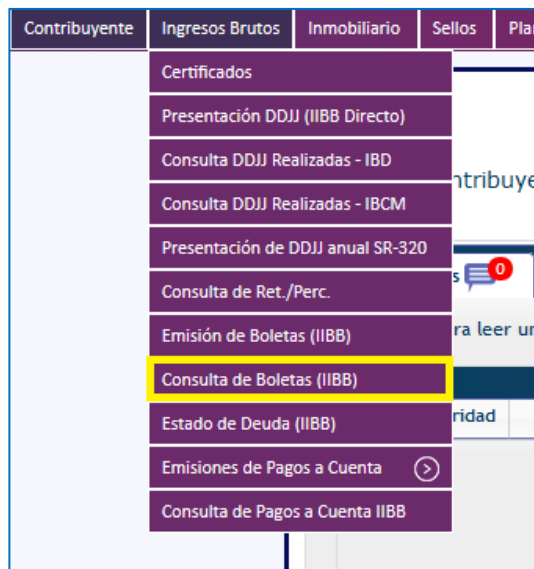 Contribuyente Ingresos Brutos Inmobiliario Sellos
Certificados
Presentación DDJJ (IIBB Directo)
Consulta DDJJ Realizadas - IBD
Consulta DDJJ Realizadas - IBCM
Presentación de DDJJ anual SR-320
Consulta de Ret./Perc.
0
Emisión de Boletas (IIBB)
Consulta de Boletas (IIBB)
Estado de Deuda (IIBB)
Emisiones de Pagos a Cuenta
Consulta de Pagos a Cuenta IIBB